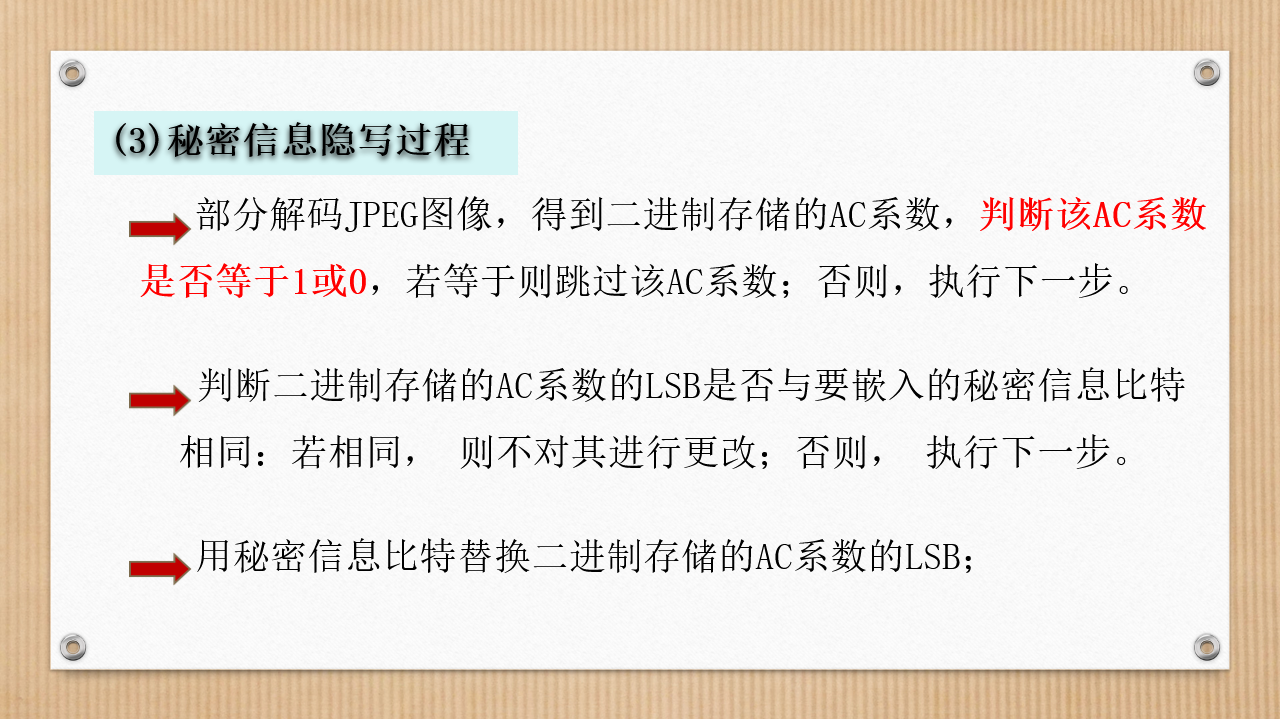 (3)秘密信息隐写过程
部分解码JPEG图像，得到二进制存储的AC系数，判断该AC系数
是否等于1或0，若等于则跳过该AC系数；否则，执行下一步。
判断二进制存储的AC系数的LSB是否与要嵌入的秘密信息比特
相同：若相同， 则不对其进行更改；否则， 执行下一步。
用秘密信息比特替换二进制存储的AC系数的LSB；